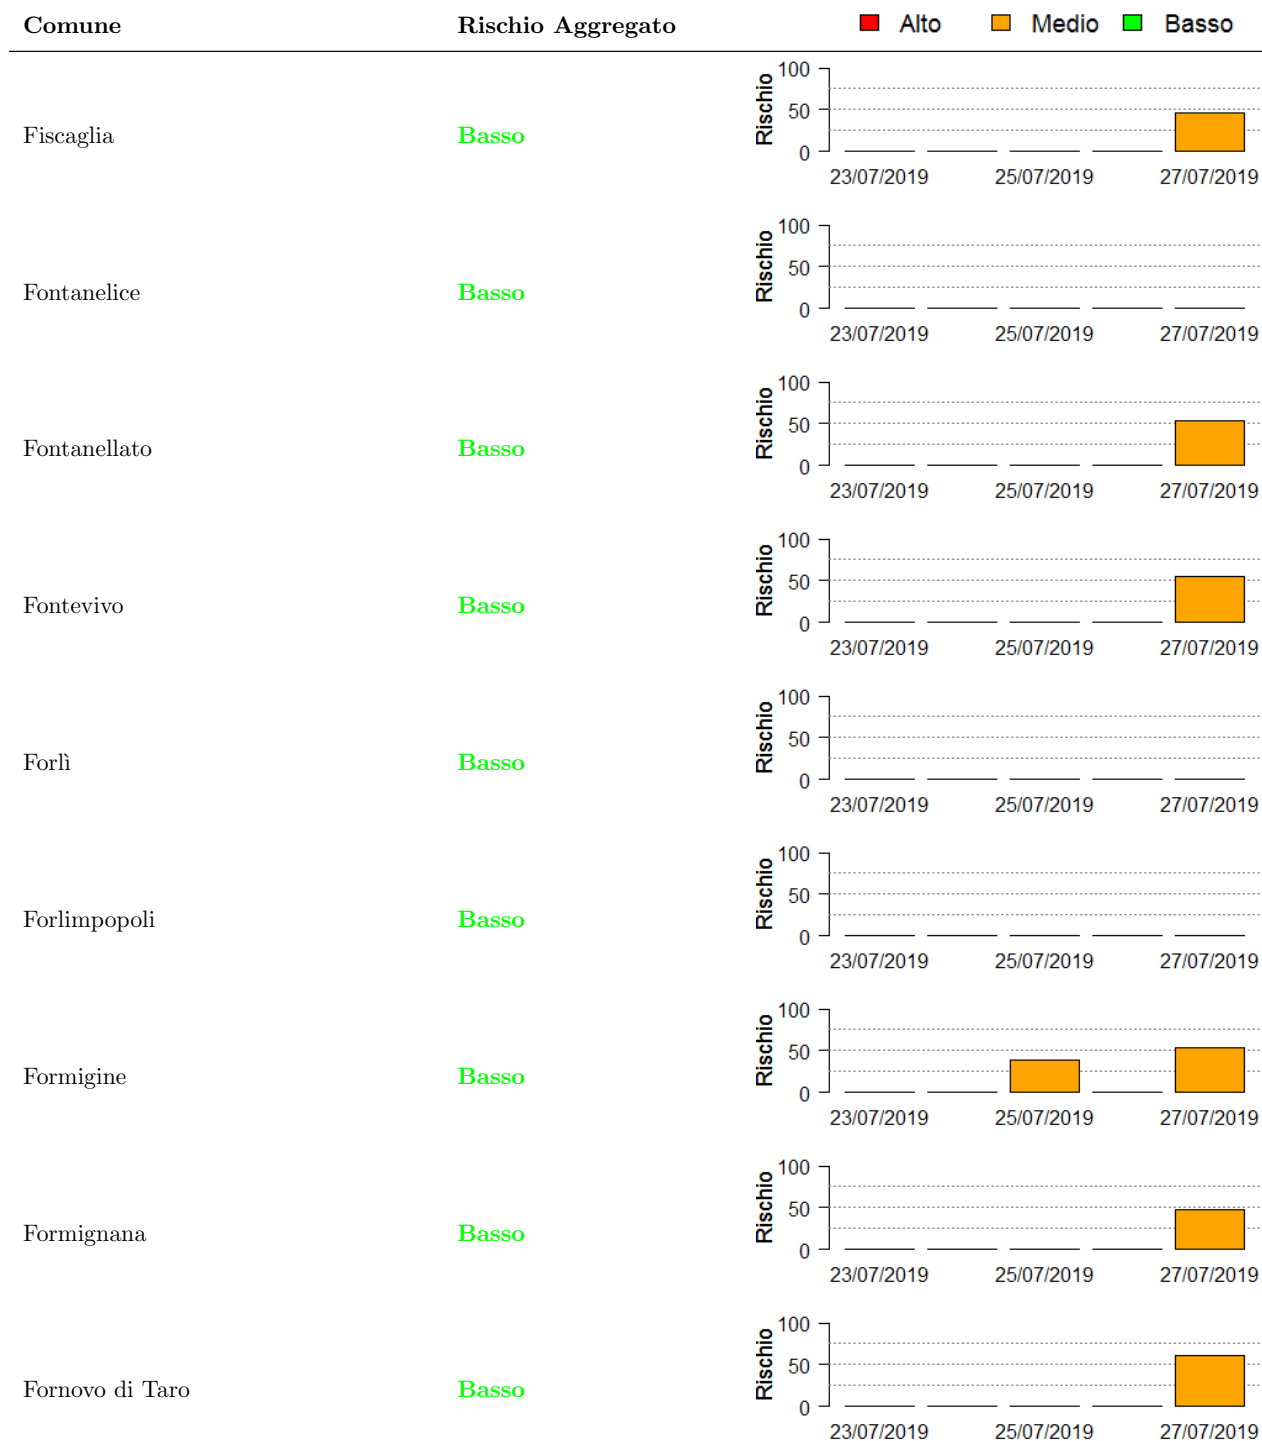 Comune Rischio Aggregato Alto Medio Basso
Fiscaglia Basso
Rischio
100
50
0
23/07/2019 25/07/2019 27/07/2019
Fontanelice Basso
Rischio
100
50
0
23/07/2019 25/07/2019 27/07/2019
Fontanellato Basso
Rischio
100
50
0
23/07/2019 25/07/2019 27/07/2019
Fontevivo Basso
Rischio
100
50
0
23/07/2019 25/07/2019 27/07/2019
Forlì Basso
Rischio
100
50
0
23/07/2019 25/07/2019 27/07/2019
Forlimpopoli Basso
Rischio
100
50
0
23/07/2019 25/07/2019 27/07/2019
Formigine Basso
Rischio
100
50
0
23/07/2019 25/07/2019 27/07/2019
Formignana Basso
Rischio
100
50
0
23/07/2019 25/07/2019 27/07/2019
Fornovo di Taro Basso
Rischio
100
50
0
23/07/2019 25/07/2019 27/07/2019